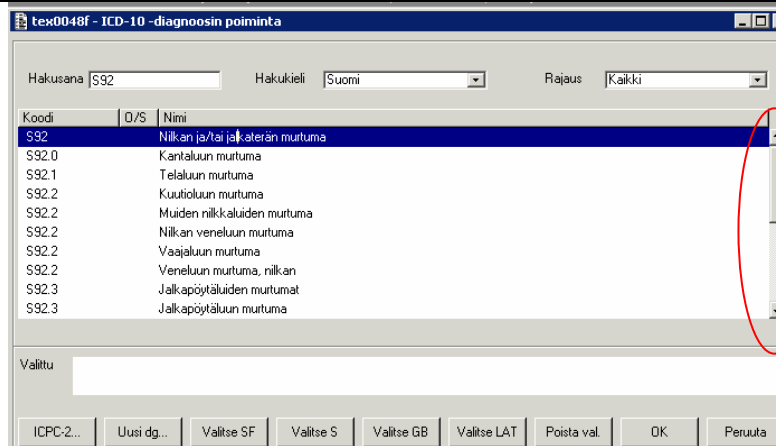 tex0048f - ICD-10 -diagnoosin poiminta
Hakusana S92 Hakukieli Suomi Rajaus Kaikki
Koodi O/S Nimi
S92 Nilkan ja/tai jalkaterän murtuma
S92.0 Kantaluun murtuma
S92.1 Telaluun murtuma
S92.2 Kuutioluun murtuma
S92.2 Muiden nilkkaluiden murtuma
S92.2 Nilkan veneluun murtuma
S92.2 Vaajaluun murtuma
S92.2 Veneluun murtuma, nilkan
S92.3 Jalkapöytäluiden murtumat
S92.3 Jalkapöytäluun murtuma
Valittu
ICPC-2... Uusi dg... Valitse SF Valitse S Valitse GB Valitse LAT Poista val. OK Peruuta